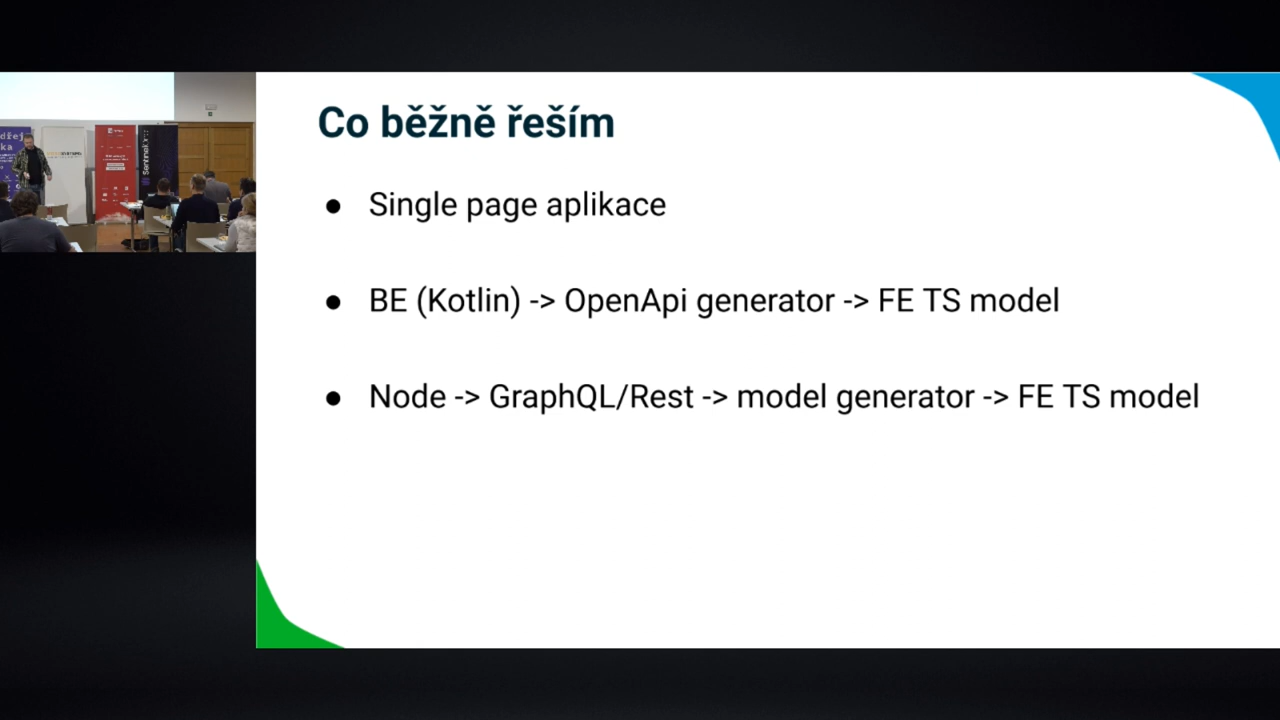 Co běžně řeším
● Single page aplikace
● BE (Kotlin) -> OpenApi generator -> FE TS model
● Node -> GraphQL/Rest -> model generator -> FE TS model